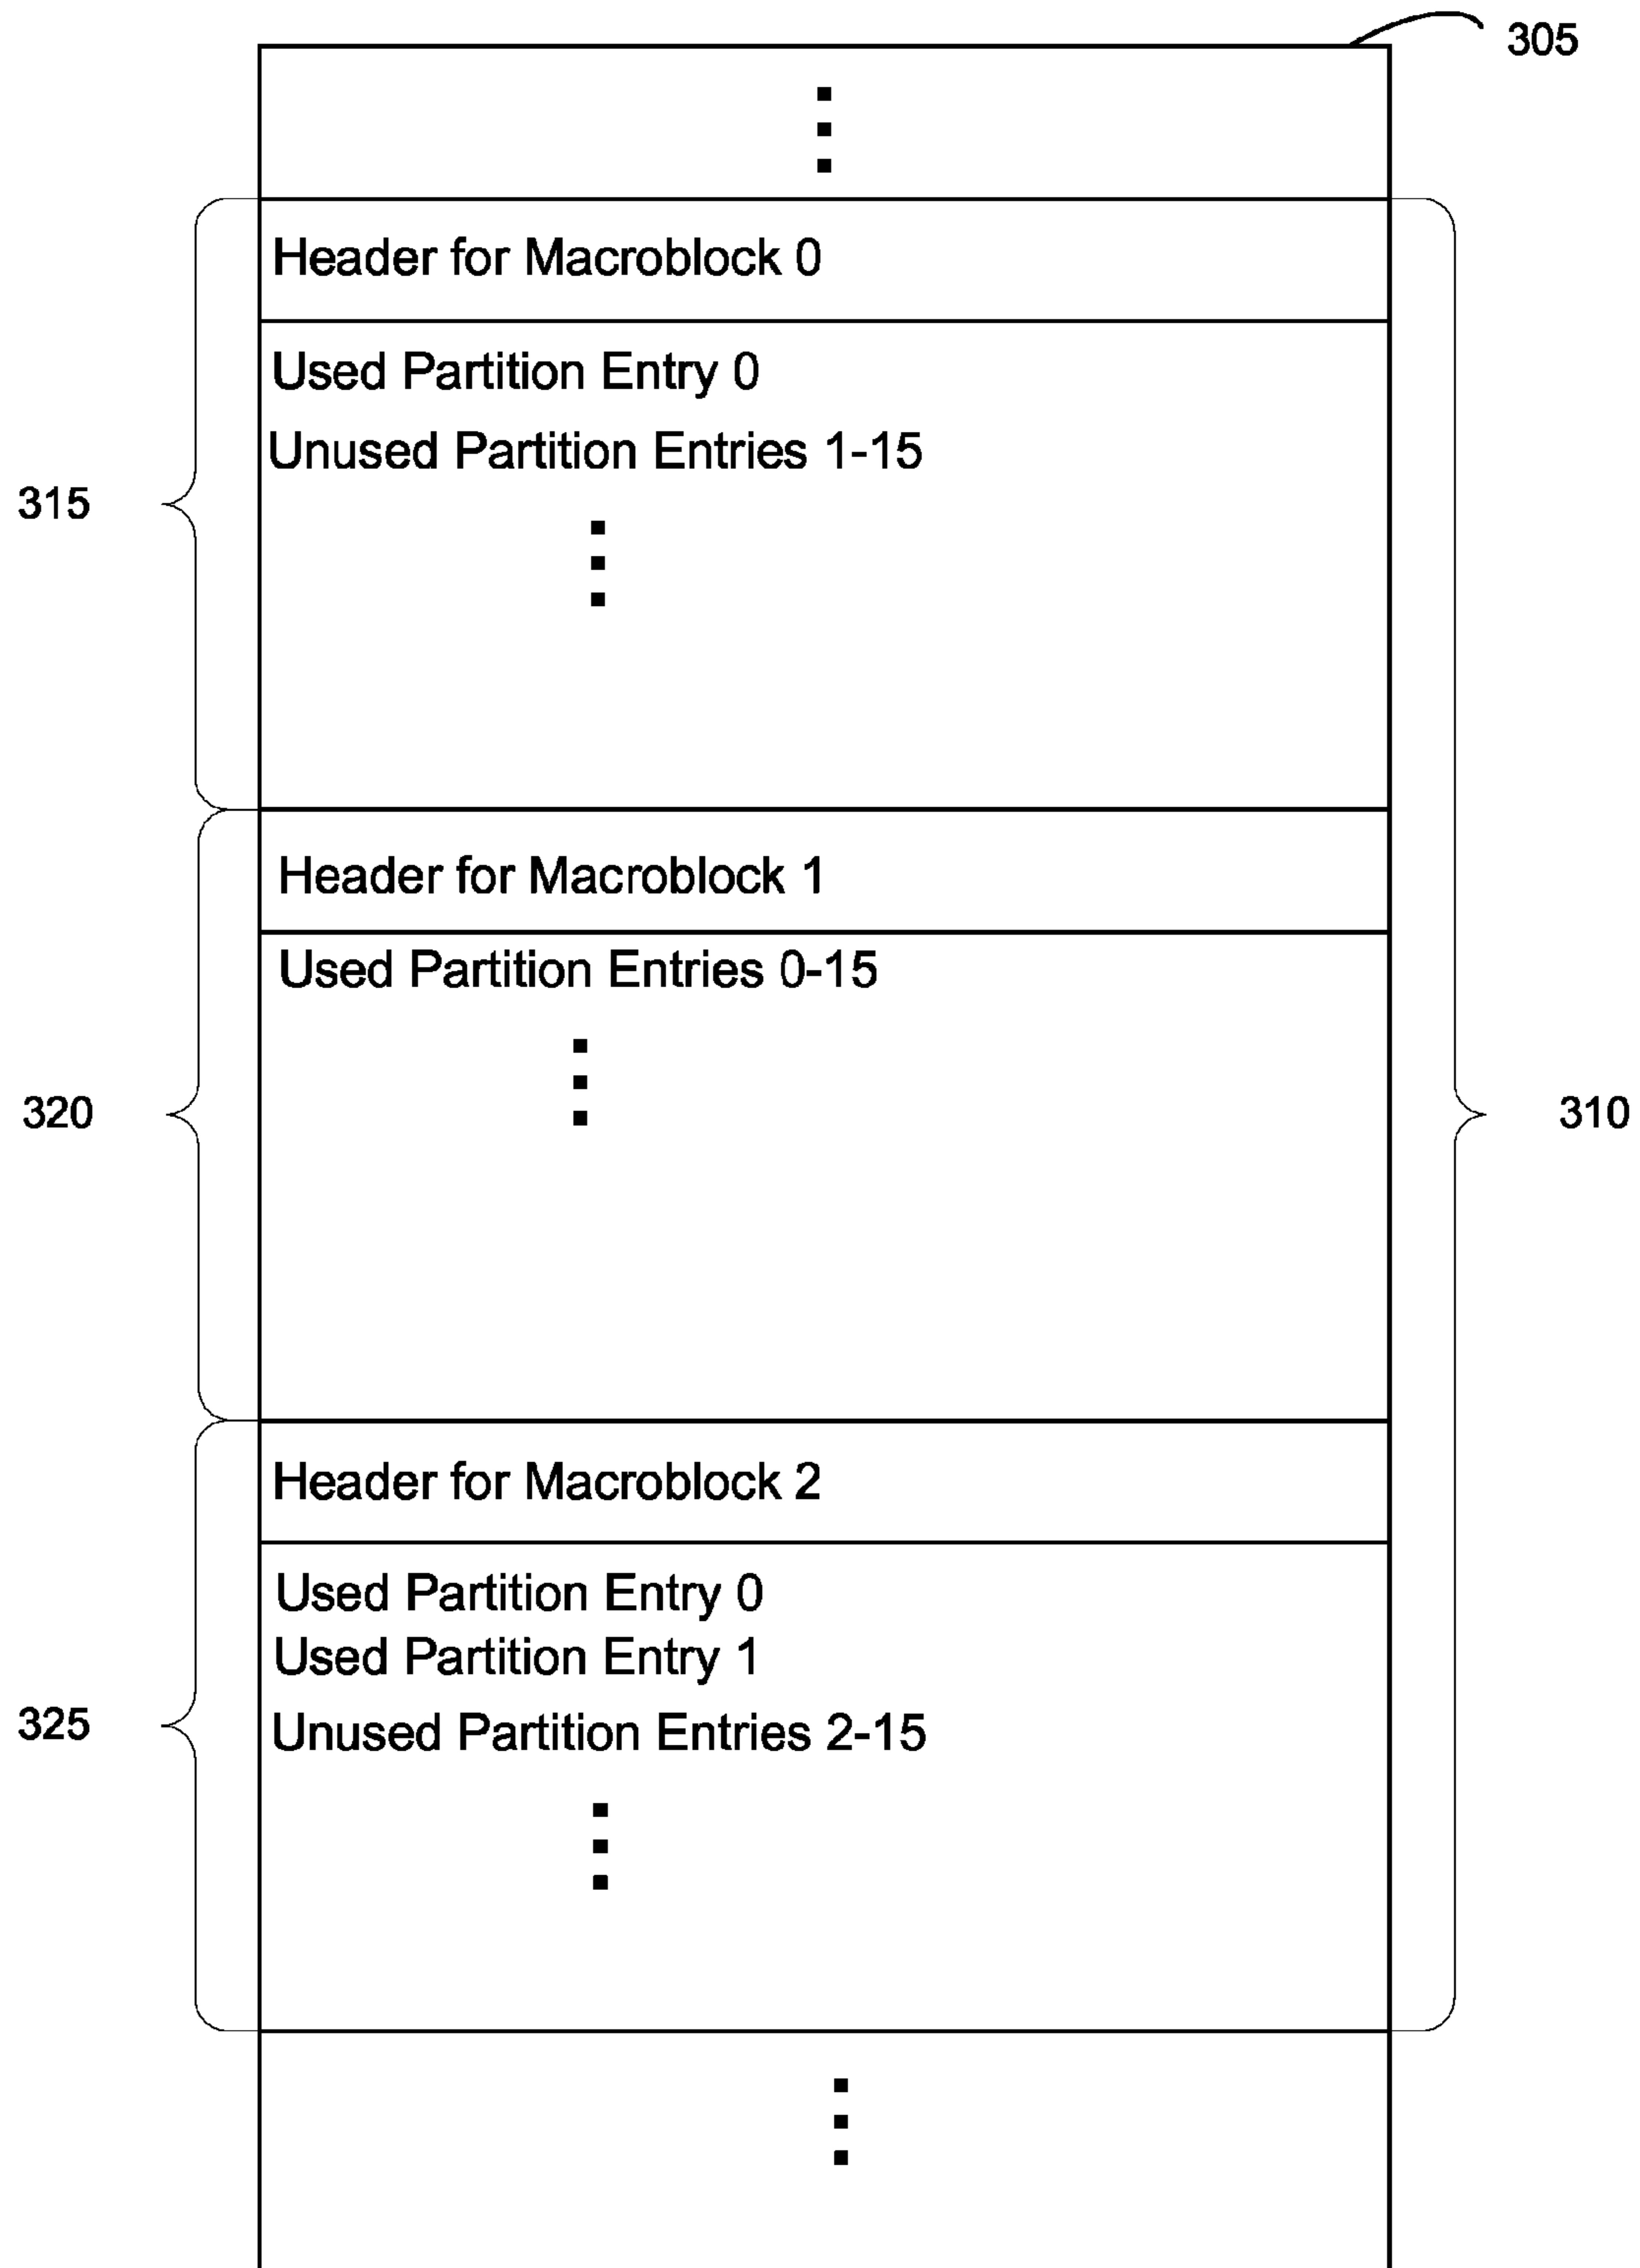 305
Header for Macroblock 0
Used Partition Entry 0
Unused Partition Entries 1-15
315
Header for Macroblock 1
Used Partition Entries 0-15
320
310
Header for Macroblock 2
Used Partition Entry 0
Used Partition Entry 1
Unused Partition Entries 2-15
325